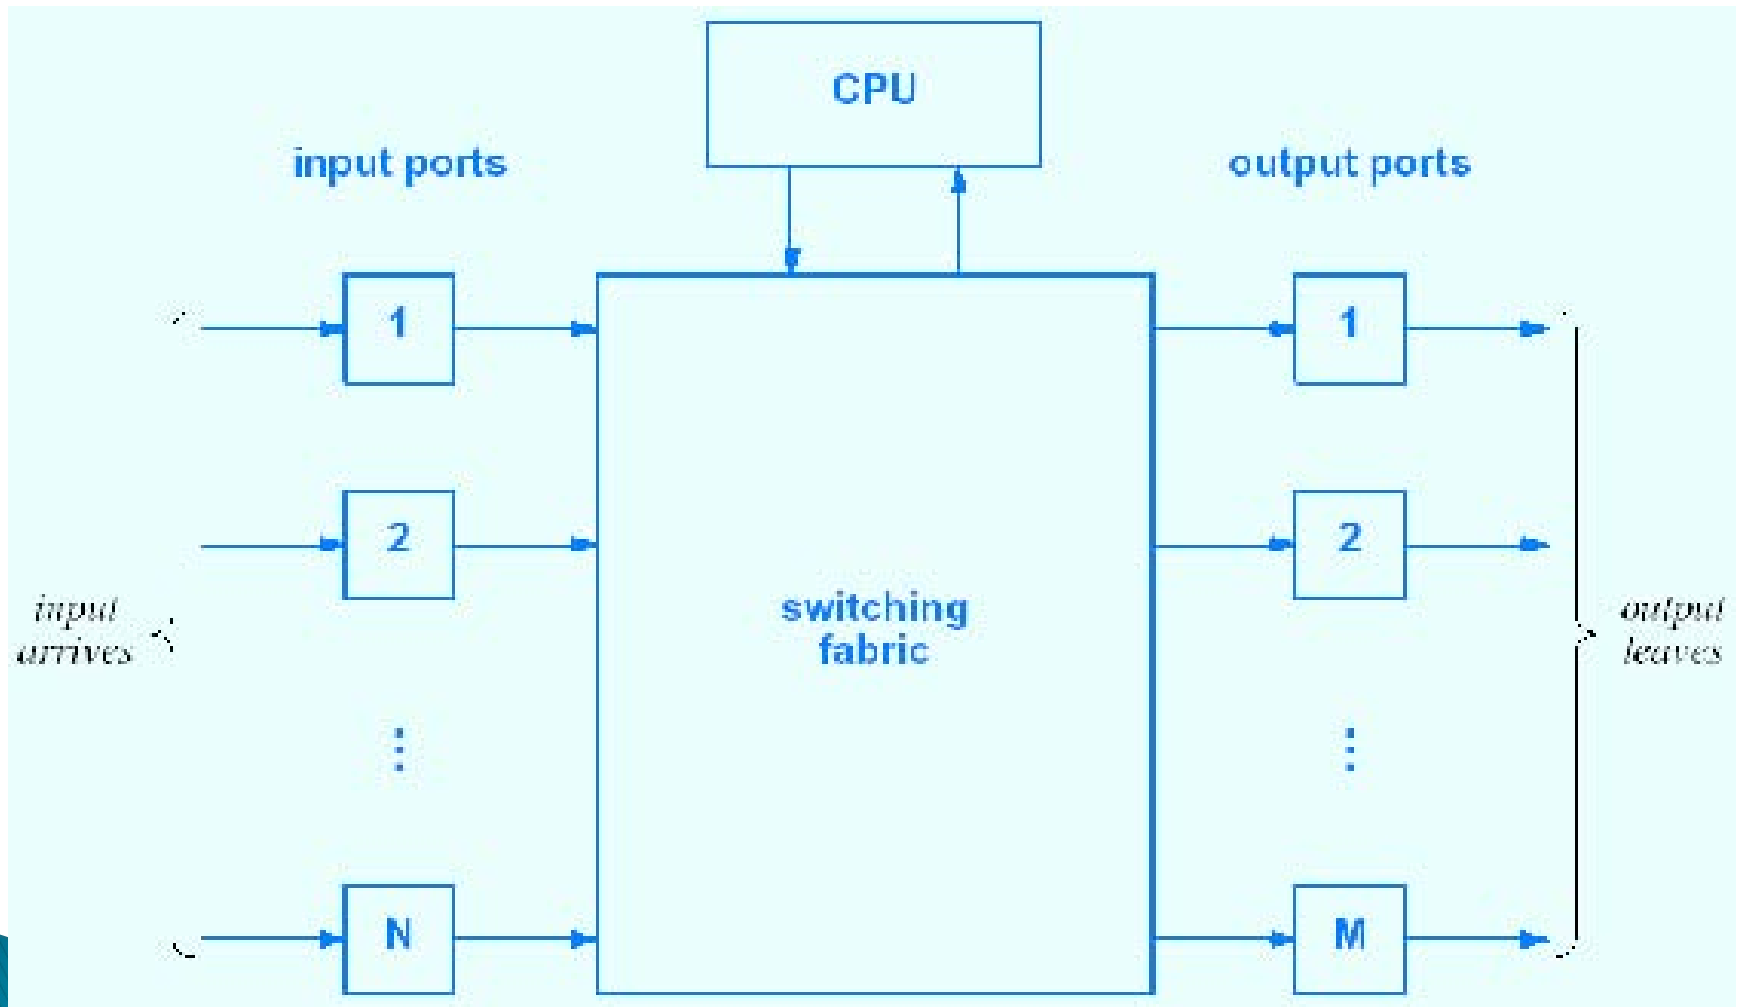 CPU
input ports
output ports
1
1
2
2
input
arrives
switching
fabric
output
leaves
⋮
⋮
N
M